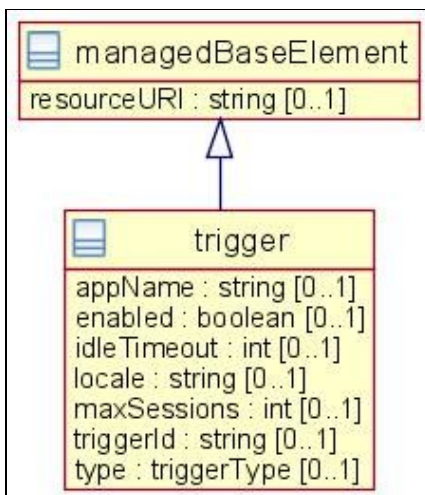 managedBaseElement
resourceURI : string [0..1]
trigger
appName : string [0..1]
enabled : boolean [0..1]
idleTimeout : int [0..1]
locale : string [0..1]
maxSessions : int [0..1]
triggerId : string [0..1]
type : triggerType [0..1]